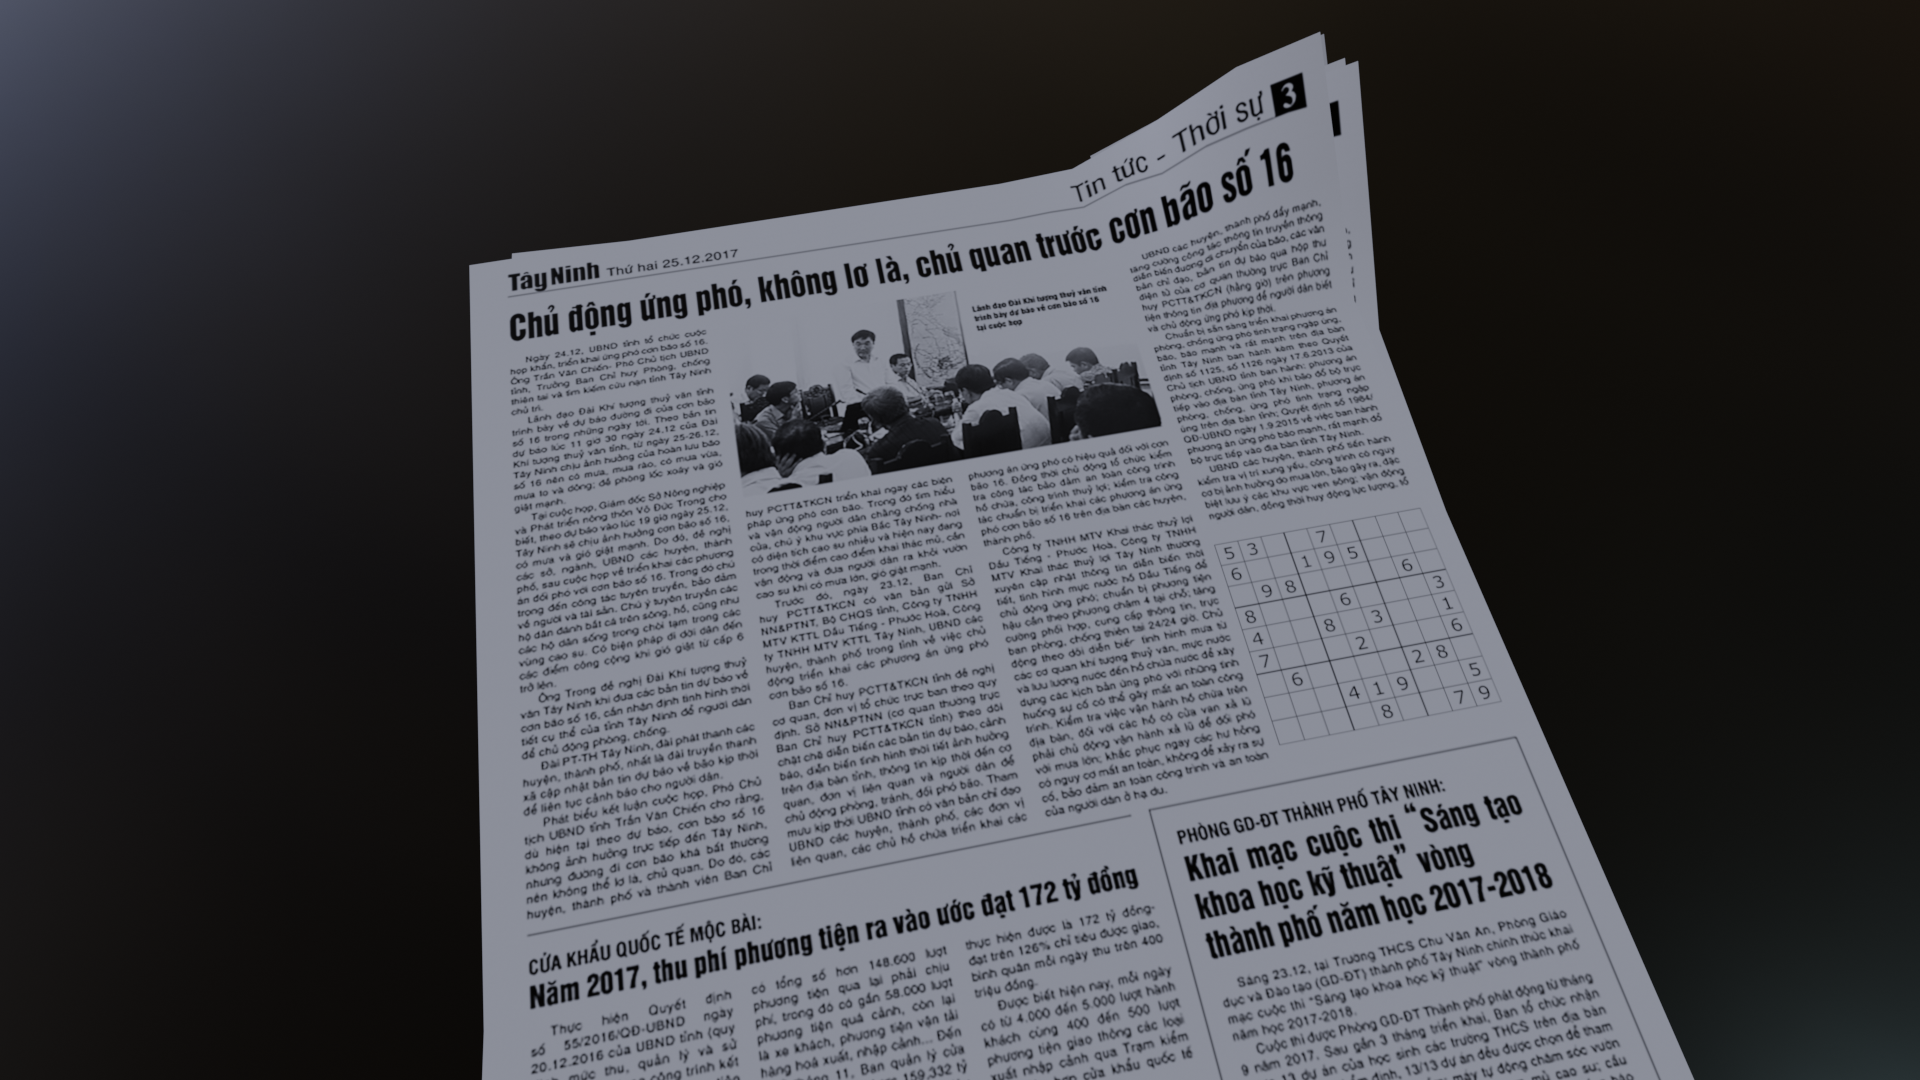 Tin tức - Thời sự 3
Tây Ninh Thứ hai 25.12.2017
Chủ động ứng phó, không lơ là, chủ quan trước cơn bão số 16
Ngày 24.12, UBND tỉnh tổ chức cuộc
họp khẩn, triển khai ứng phó cơn bão số 16.
Ông Trần Văn Chiến- Phó Chủ tịch UBND
tỉnh, Trưởng Ban Chỉ huy Phòng, chống
thiên tai và tìm kiếm cứu nạn tỉnh Tây Ninh
chủ trì.
Lãnh đạo Đài Khí tượng thuỷ văn tỉnh
trình bày về dự báo đường đi của cơn bão
số 16 trong những ngày tới. Theo bản tin
dự báo lúc 11 giờ 30 ngày 24.12 của Đài
Khí tượng thuỷ văn tỉnh, từ ngày 25-26.12,
Tây Ninh chịu ảnh hưởng của hoàn lưu bão
số 16 nên có mưa, mưa rào, có mưa vừa,
mưa to và dông; đề phòng lốc xoáy và gió
giật mạnh.
Tại cuộc họp, Giám đốc Sở Nông nghiệp
và Phát triển nông thôn Võ Đức Trong cho
biết, theo dự báo vào lúc 19 giờ ngày 25.12,
Tây Ninh sẽ chịu ảnh hưởng cơn bão số 16,
có mưa và gió giật mạnh. Do đó, đề nghị
các sở, ngành, UBND các huyện, thành
phố, sau cuộc họp về triển khai các phương
án đối phó với cơn bão số 16. Trong đó chú
trọng đến công tác tuyên truyền, bảo đảm
về người và tài sản. Chú ý tuyên truyền các
hộ dân đánh bắt cá trên sông, hồ, cũng như
các hộ dân sống trong chòi tạm trong các
vùng cao su. Có biện pháp di dời dân đến
các điểm công cộng khi gió giật từ cấp 6
trở lên.
Ông Trong đề nghị Đài Khí tượng thuỷ
văn Tây Ninh khi đưa các bản tin dự báo về
cơn bão số 16, cần nhận định tình hình thời
tiết cụ thể của tỉnh Tây Ninh để người dân
để chủ động phòng, chống.
Đài PT-TH Tây Ninh, đài phát thanh các
huyện, thành phố, nhất là đài truyền thanh
xã cập nhật bản tin dự báo về bão kịp thời
để liên tục cảnh báo cho người dân.
Phát biểu kết luận cuộc họp, Phó Chủ
tịch UBND tỉnh Trần Văn Chiến cho rằng,
dù hiện tại theo dự báo, cơn bão số 16
không ảnh hưởng trực tiếp đến Tây Ninh,
nhưng đường đi cơn bão khá bất thường
nên không thể lơ là, chủ quan. Do đó, các
huyện, thành phố và thành viên Ban Chỉ
Lãnh đạo Đài Khí tượng thuỷ văn tỉnh
trình bày dự báo về cơn bão số 16
tại cuộc họp
huy PCTT&TKCN triển khai ngay các biện
pháp ứng phó cơn bão. Trong đó tìm hiểu
và vận động người dân chằng chống nhà
cửa, chú ý khu vực phía Bắc Tây Ninh- nơi
có diện tích cao su nhiều và hiện nay đang
trong thời điểm cao điểm khai thác mủ, cần
vận động và đưa người dân ra khỏi vườn
cao su khi có mưa lớn, gió giật mạnh.
Trước đó, ngày 23.12, Ban Chỉ
huy PCTT&TKCN có văn bản gửi Sở
NN&PTNT, Bộ CHQS tỉnh, Công ty TNHH
MTV KTTL Dầu Tiếng - Phước Hoà, Công
ty TNHH MTV KTTL Tây Ninh, UBND các
huyện, thành phố trong tỉnh về việc chủ
động triển khai các phương án ứng phó
cơn bão số 16.
Ban Chỉ huy PCTT&TKCN tỉnh đề nghị
cơ quan, đơn vị tổ chức trực ban theo quy
định. Sở NN&PTNN (cơ quan thường trực
Ban Chỉ huy PCTT&TKCN tỉnh) theo dõi
chặt chẽ diễn biến các bản tin dự báo, cảnh
báo, diễn biến tình hình thời tiết ảnh hưởng
trên địa bàn tỉnh, thông tin kịp thời đến cơ
quan, đơn vị liên quan và người dân để
chủ động phòng, tránh, đối phó bão. Tham
mưu kịp thời UBND tỉnh có văn bản chỉ đạo
UBND các huyện, thành phố, các đơn vị
liên quan, các chủ hồ chứa triển khai các
phương án ứng phó có hiệu quả đối với cơn
bão 16. Đồng thời chủ động tổ chức kiểm
tra công tác bảo đảm an toàn công trình
hồ chứa, công trình thuỷ lợi; kiểm tra công
tác chuẩn bị triển khai các phương án ứng
phó cơn bão số 16 trên địa bàn các huyện,
thành phố.
Công ty TNHH MTV Khai thác thuỷ lợi
Dầu Tiếng - Phước Hoà, Công ty TNHH
MTV Khai thác thuỷ lợi Tây Ninh thường
xuyên cập nhật thông tin diễn biến thời
tiết, tình hình mực nước hồ Dầu Tiếng để
chủ động ứng phó; chuẩn bị phương tiện
hậu cần theo phương châm 4 tại chỗ; tăng
cường phối hợp, cung cấp thông tin, trực
ban phòng, chống thiên tai 24/24 giờ. Chủ
động theo dõi diễn biến tình hình mưa từ
các cơ quan khí tượng thuỷ văn, mực nước
và lưu lượng nước đến hồ chứa nước để xây
dựng các kịch bản ứng phó với những tình
huống sự cố có thể gây mất an toàn công
trình. Kiểm tra việc vận hành hồ chứa trên
địa bàn, đối với các hồ có cửa van xả lũ
phải chủ động vận hành xả lũ để đối phó
với mưa lớn; khắc phục ngay các hư hỏng
có nguy cơ mất an toàn, không để xảy ra sự
cố, bảo đảm an toàn công trình và an toàn
của người dân ở hạ du.
UBND các huyện, thành phố đẩy mạnh,
tăng cường công tác thông tin truyền thông
diễn biến đường di chuyển của bão, các văn
bản chỉ đạo, bản tin dự báo qua hộp thư
điện tử của cơ quan thường trực Ban Chỉ
huy PCTT&TKCN (hằng giờ) trên phương
tiện thông tin địa phương để người dân biết
và chủ động ứng phó kịp thời.
Chuẩn bị sẵn sàng triển khai phương án
phòng, chống ứng phó tình trạng ngập úng,
bão, bão mạnh và rất mạnh trên địa bàn
tỉnh Tây Ninh ban hành kèm theo Quyết
định số 1125, số 1126 ngày 17.6.2013 của
Chủ tịch UBND tỉnh ban hành: phương án
phòng, chống, ứng phó khi bão đổ bộ trực
tiếp vào địa bàn tỉnh Tây Ninh, phương án
phòng, chống, ứng phó tình trạng ngập
úng trên địa bàn tỉnh; Quyết định số 1984/
QĐ-UBND ngày 1.9.2015 về việc ban hành
phương án ứng phó bão mạnh, rất mạnh đổ
bộ trực tiếp vào địa bàn tỉnh Tây Ninh.
UBND các huyện, thành phố tiến hành
kiểm tra vị trí xung yếu, công trình có nguy
cơ bị ảnh hưởng do mưa lớn, bão gây ra, đặc
biệt lưu ý các khu vực ven sông; vận động
người dân, đồng thời huy động lực lượng, tổ
5 3 7
6 1 9 5
9 8 6
8 6 3
4 8 3 1
7 2 6
6 2 8
4 1 9 5
8 7 9
CỬA KHẨU QUỐC TẾ MỘC BÀI:
Năm 2017, thu phí phương tiện ra vào ước đạt 172 tỷ đồng
Thực hiện Quyết định
số 55/2016/QĐ-UBND ngày
20.12.2016 của UBND tỉnh (quy
mức thu, quản lý và sử
công trình kết
có tổng số hơn 148.600 lượt
phương tiện qua lại phải chịu
phí, trong đó có gần 58.000 lượt
phương tiện quá cảnh, còn lại
là xe khách, phương tiện vận tải
hàng hoá xuất, nhập cảnh... Đến
11, Ban quản lý cửa
159,332 tỷ
thực hiện được là 172 tỷ đồng-
đạt trên 126% chỉ tiêu được giao,
bình quân mỗi ngày thu trên 400
triệu đồng.
Được biết hiện nay, mỗi ngày
có từ 4.000 đến 5.000 lượt hành
khách cùng 400 đến 500 lượt
phương tiện giao thông các loại
xuất nhập cảnh qua Trạm kiểm
cửa khẩu quốc tế
PHÒNG GD-ĐT THÀNH PHỐ TÂY NINH:
Khai mạc cuộc thi “Sáng tạo
khoa học kỹ thuật” vòng
thành phố năm học 2017-2018
Sáng 23.12, tại Trường THCS Chu Văn An, Phòng Giáo
dục và Đào tạo (GD-ĐT) thành phố Tây Ninh chính thức khai
mạc cuộc thi “Sáng tạo khoa học kỹ thuật” vòng thành phố
năm học 2017-2018.
Cuộc thi được Phòng GD-ĐT Thành phố phát động từ tháng
9 năm 2017. Sau gần 3 tháng triển khai, Ban tổ chức nhận
13 dự án của học sinh các trường THCS trên địa bàn
định, 13/13 dự án đều được chọn để tham
máy tự động chăm sóc vườn
mủ cao su; cầu